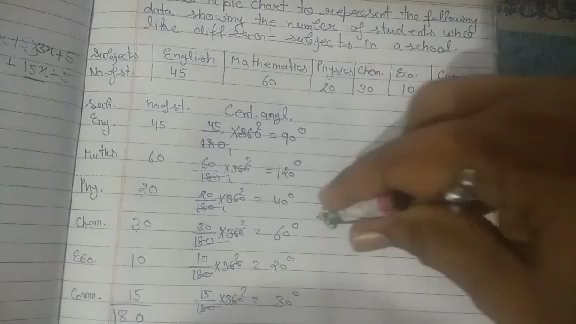 pie chart to represent the following
data showing the number of students who
like different subjects in a school.
Subjects English Mathematics Physics Chem. Eco.
No. of st. 45 60 20 30 10
Sub. no of st. Cent. angl.
Eng. 45 45/180 × 360° = 90°
Maths 60 60/180 × 360° = 120°
Phy. 20 20/180 × 360° = 40°
Chem. 30 30/180 × 360° = 60°
Eco. 10 10/180 × 360° = 20°
Comm. 15 15/180 × 360° = 30°
180